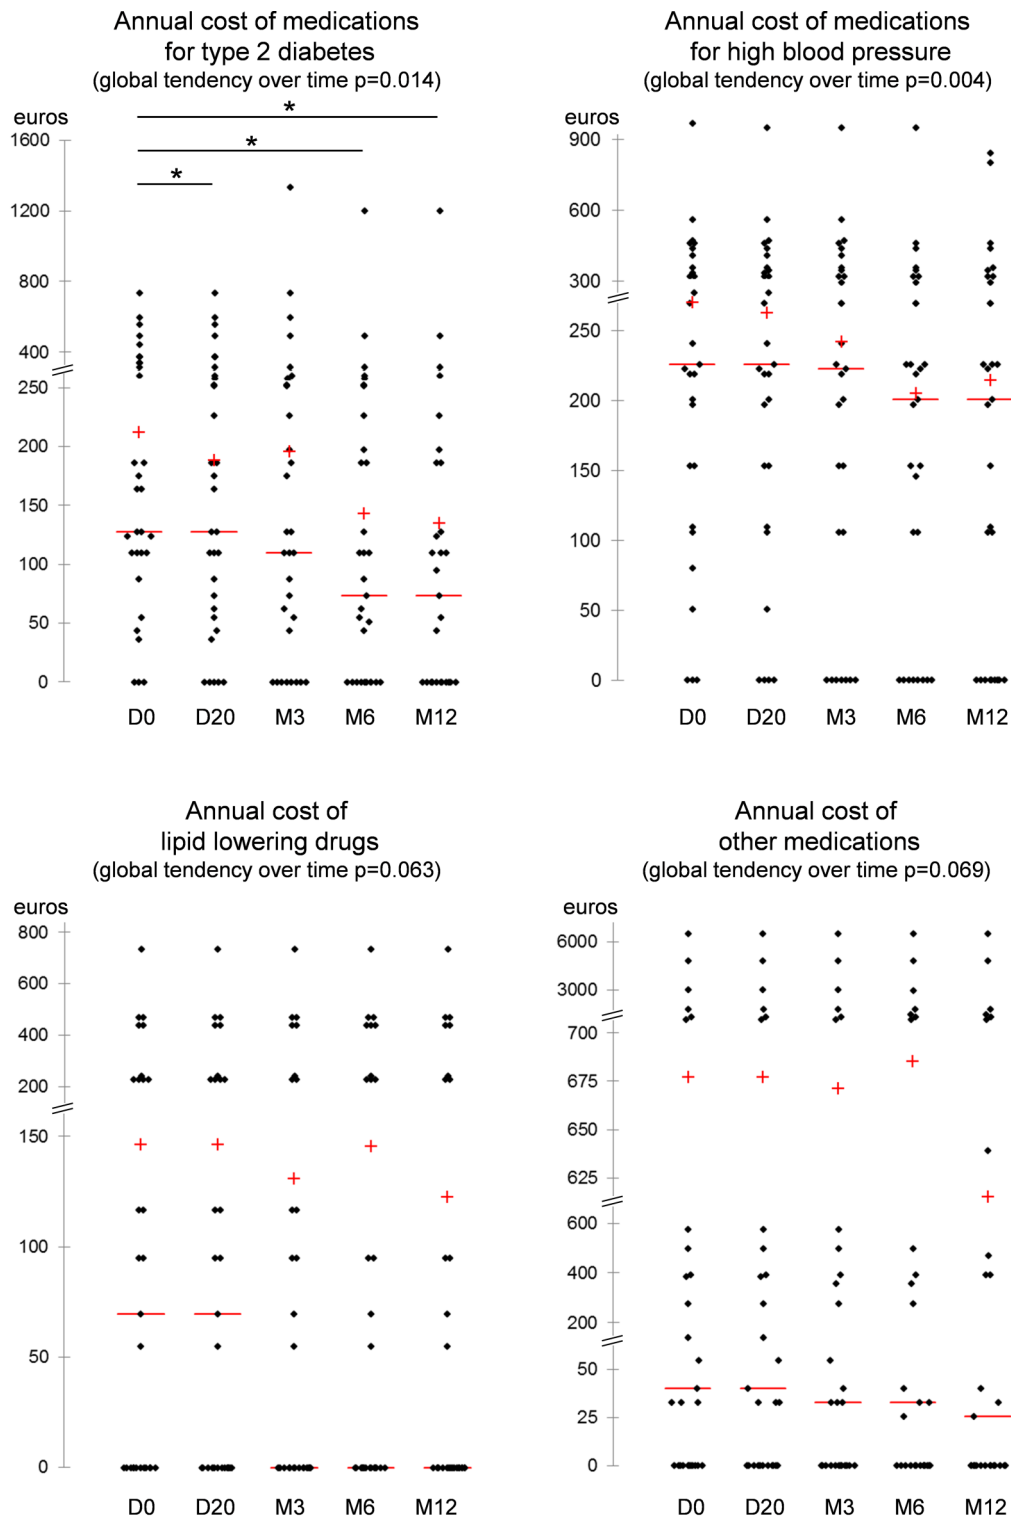 Annual cost of medications
for type 2 diabetes
(global tendency over time p=0.014)
euros
*
*
*
1600
1200
800
400
250
200
150
100
50
0
D0 D20 M3 M6 M12
Annual cost of medications
for high blood pressure
(global tendency over time p=0.004)
euros
900
600
300
250
200
150
100
50
0
D0 D20 M3 M6 M12
Annual cost of
lipid lowering drugs
(global tendency over time p=0.063)
euros
800
600
400
200
150
100
50
0
D0 D20 M3 M6 M12
Annual cost of
other medications
(global tendency over time p=0.069)
euros
6000
3000
700
675
650
625
600
400
200
50
25
0
D0 D20 M3 M6 M12